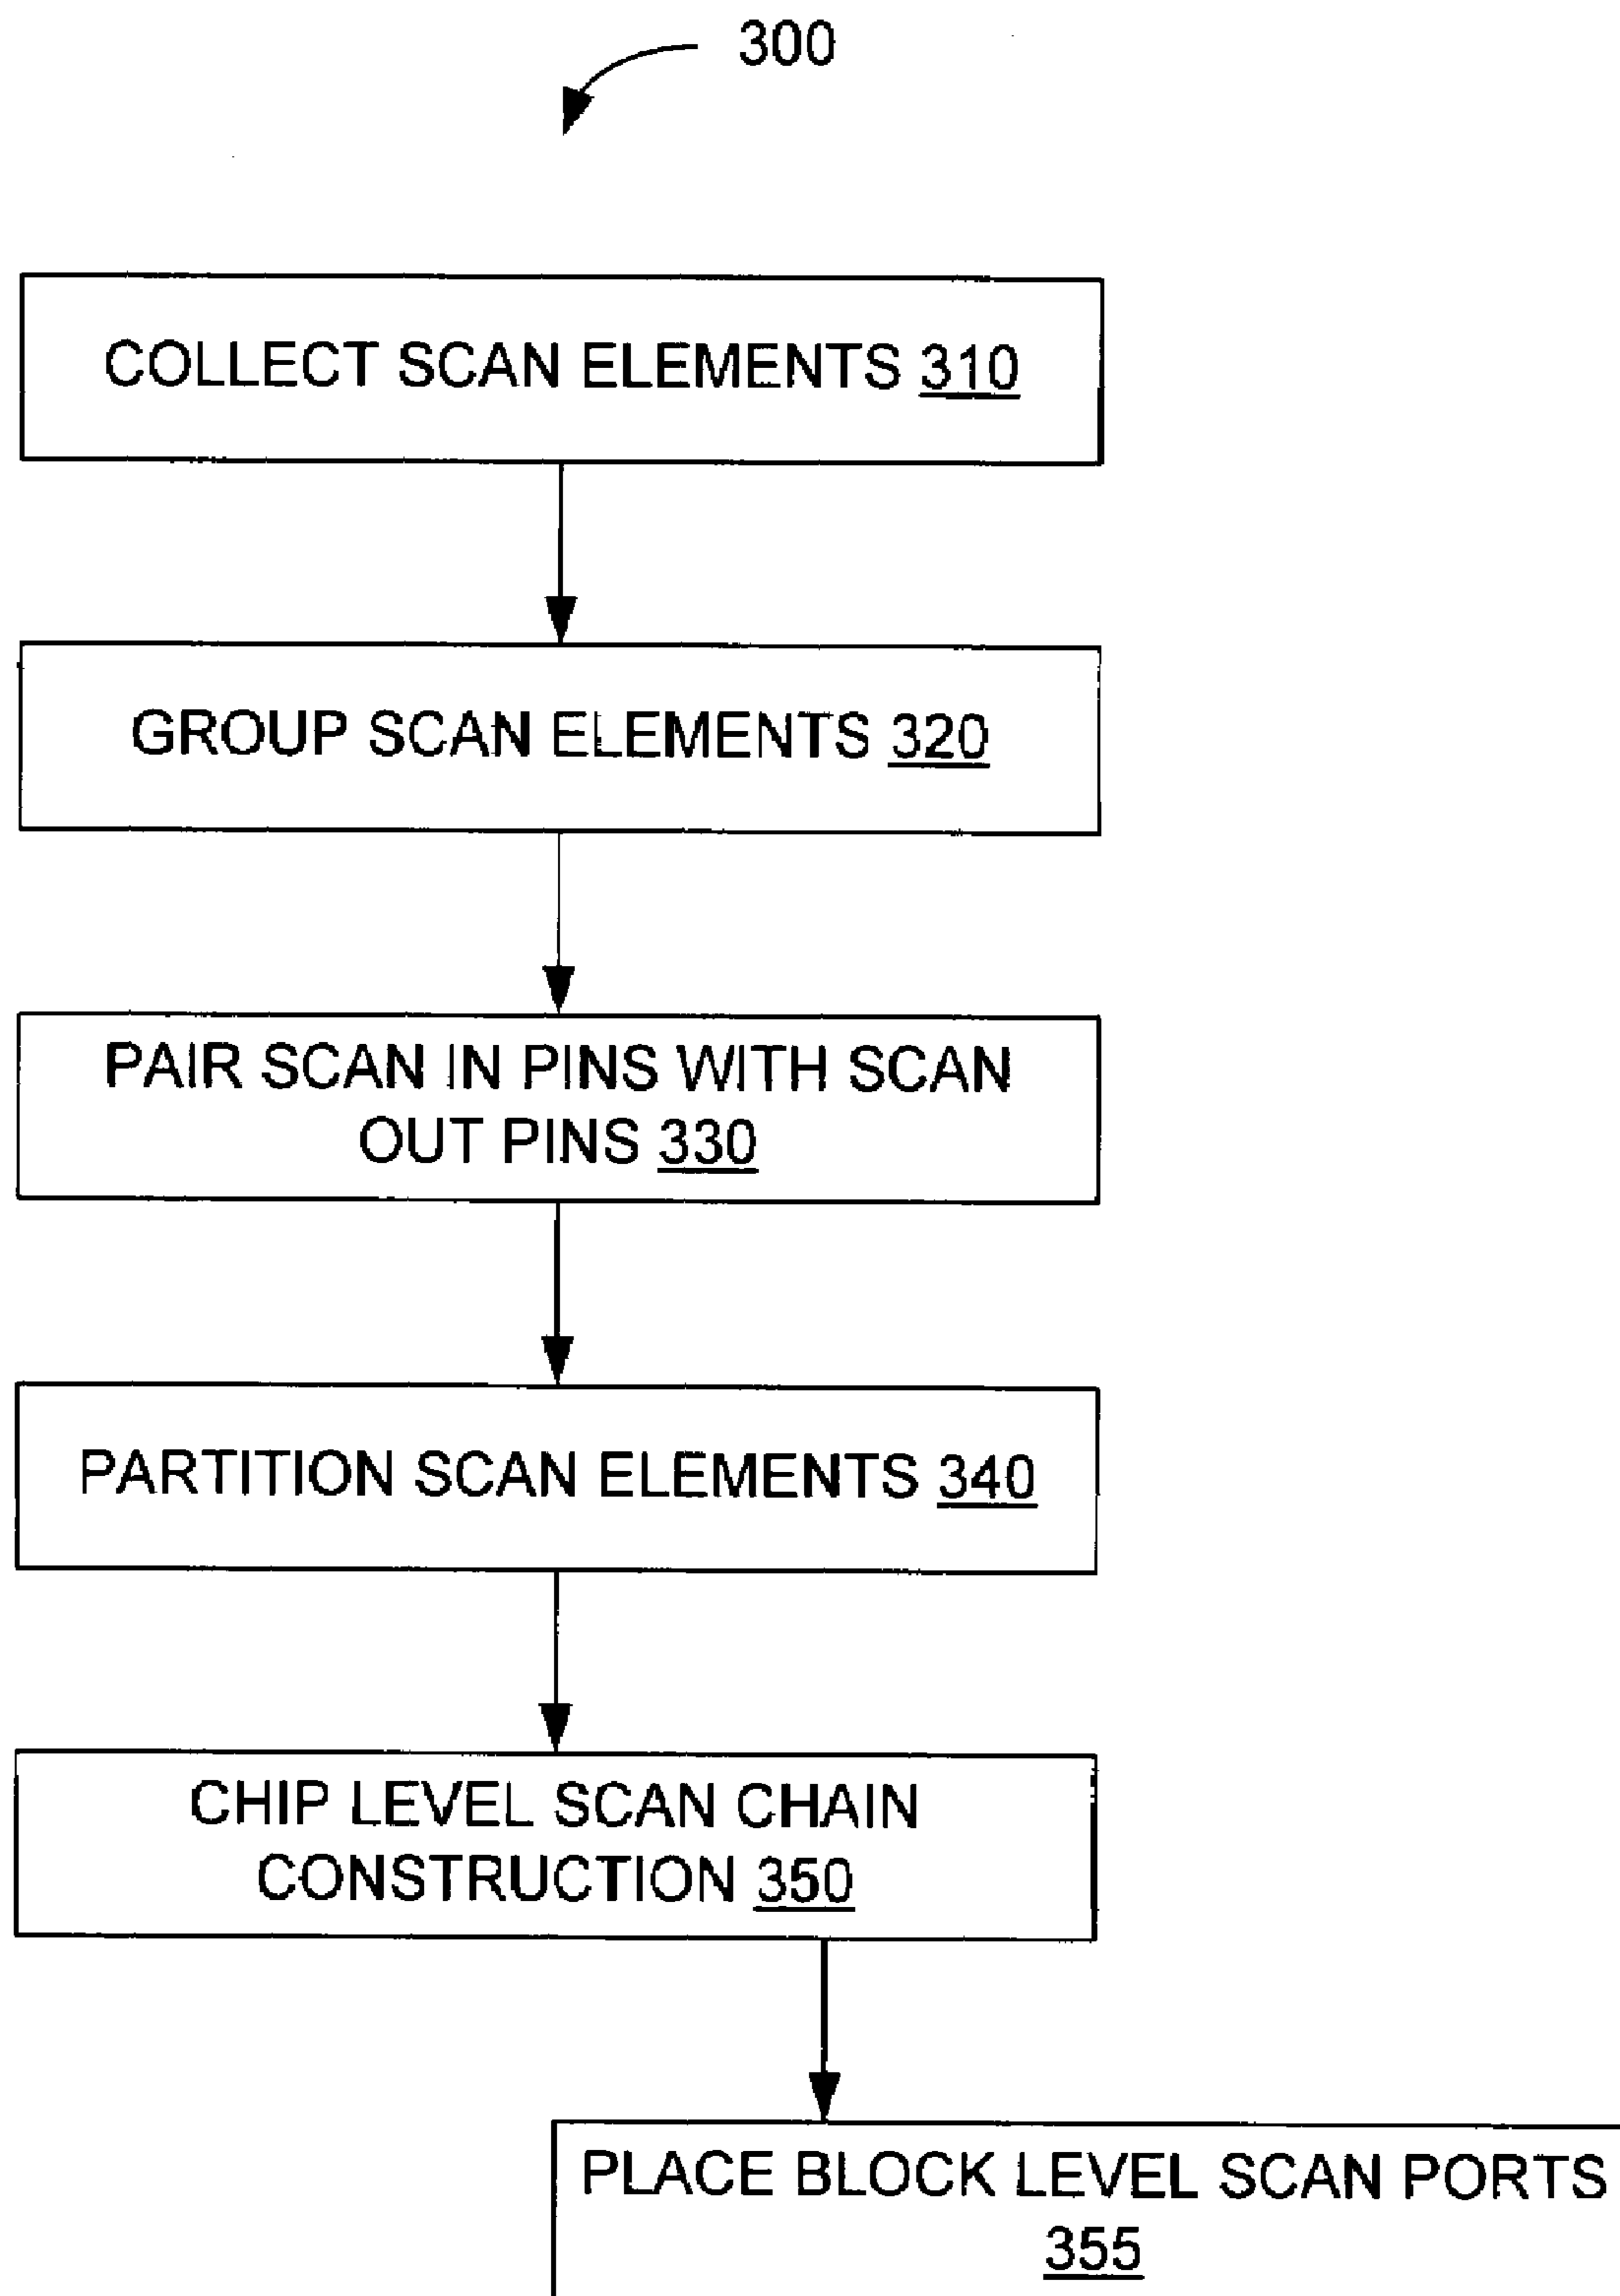 300
COLLECT SCAN ELEMENTS 310
GROUP SCAN ELEMENTS 320
PAIR SCAN IN PINS WITH SCAN
OUT PINS 330
PARTITION SCAN ELEMENTS 340
CHIP LEVEL SCAN CHAIN
CONSTRUCTION 350
PLACE BLOCK LEVEL SCAN PORTS
355